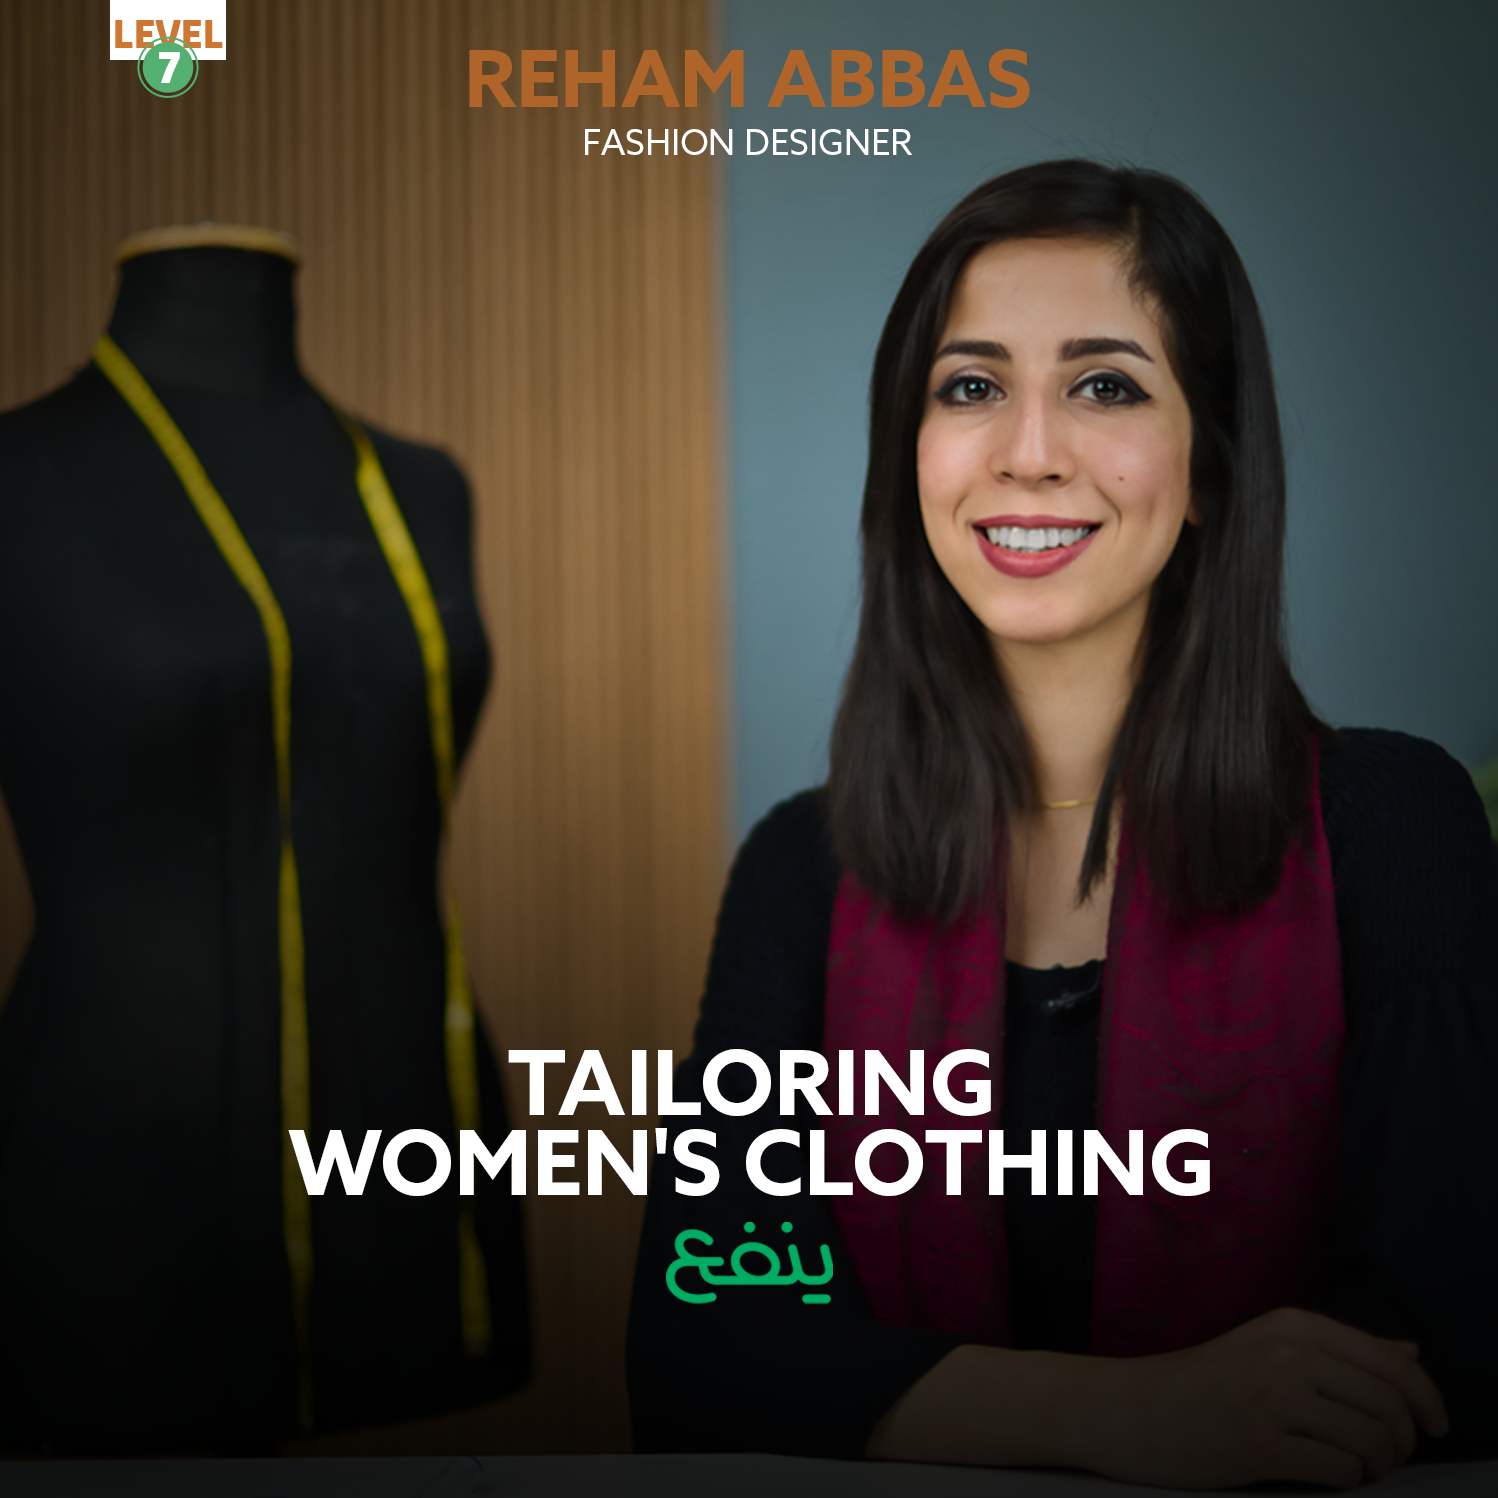 LEVEL
7
REHAM ABBAS
FASHION DESIGNER
TAILORING
WOMEN'S CLOTHING
ينفع